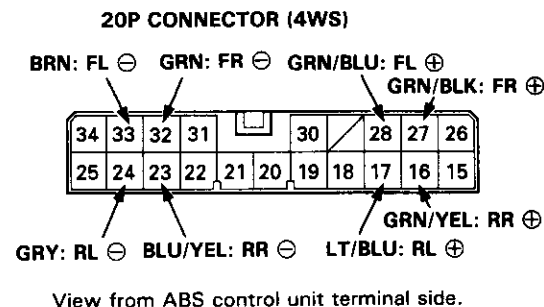 20P CONNECTOR (4WS)
BRN: FL ⊖ GRN: FR ⊖ GRN/BLU: FL ⊕
GRN/BLK: FR ⊕
34 33 32 31 30 28 27 26
25 24 23 22 21 20 19 18 17 16 15
GRN/YEL: RR ⊕
GRY: RL ⊖ BLU/YEL: RR ⊖ LT/BLU: RL ⊕
View from ABS control unit terminal side.